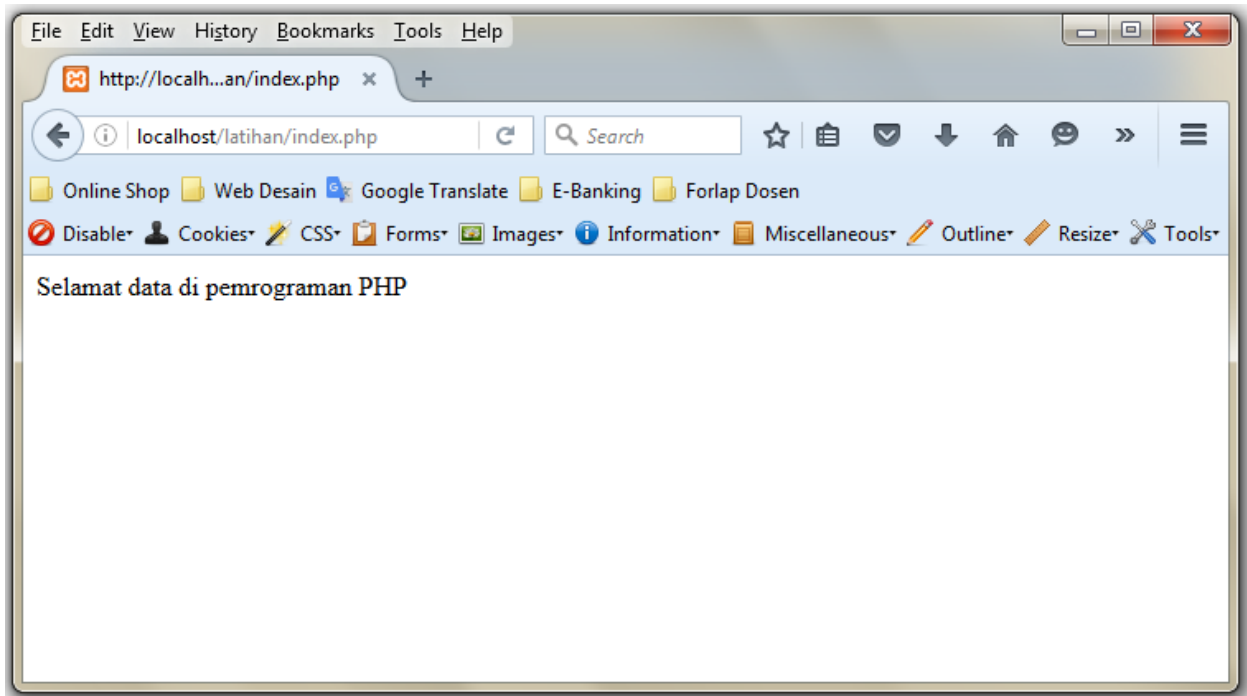 File Edit View History Bookmarks Tools Help
http://localh...an/index.php
localhost/latihan/index.php Search
Online Shop Web Desain Google Translate E-Banking Forlap Dosen
Disable Cookies CSS Forms Images Information Miscellaneous Outline Resize Tools
Selamat data di pemrograman PHP